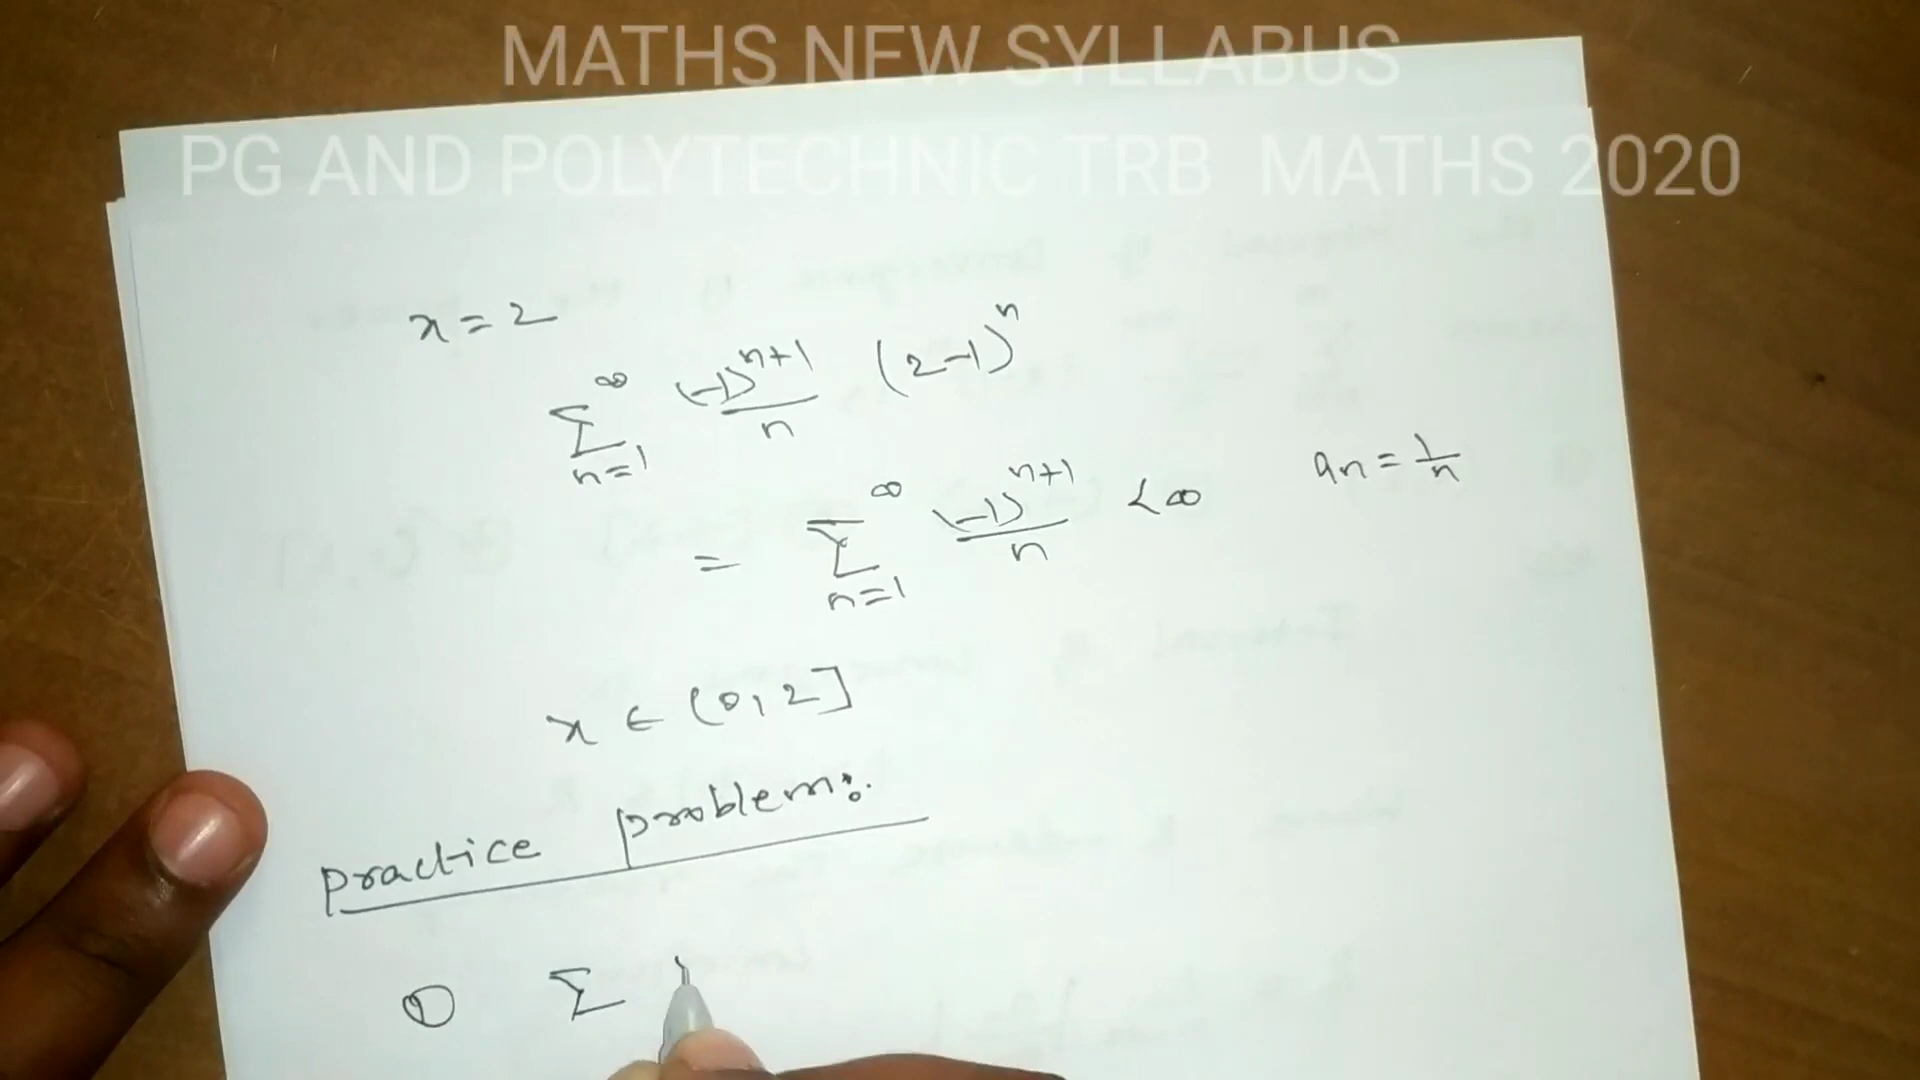 MATHS NEW SYLLABUS
PG AND POLYTECHNIC TRB MATHS 2020
x = 2
∑_{n=1}^{∞} (-1)^{n+1}/n (2-1)^n
= ∑_{n=1}^{∞} (-1)^{n+1}/n < ∞ an = 1/n
x ∈ (0, 2]
practice problem:
① ∑